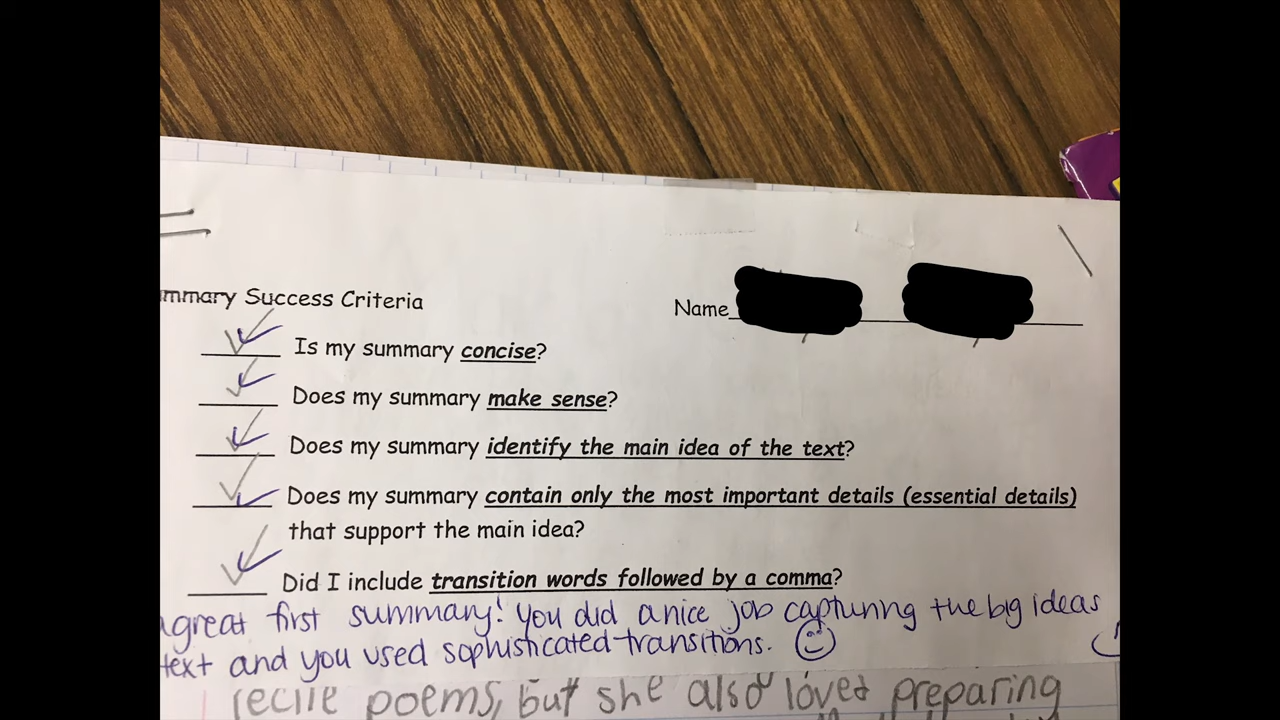 mmary Success Criteria Name
Is my summary concise?
Does my summary make sense?
Does my summary identify the main idea of the text?
Does my summary contain only the most important details (essential details)
that support the main idea?
Did I include transition words followed by a comma?
great first summary! You did a nice job capturing the big ideas
text and you used sophisticated transitions.
recite poems, but she also loved preparing